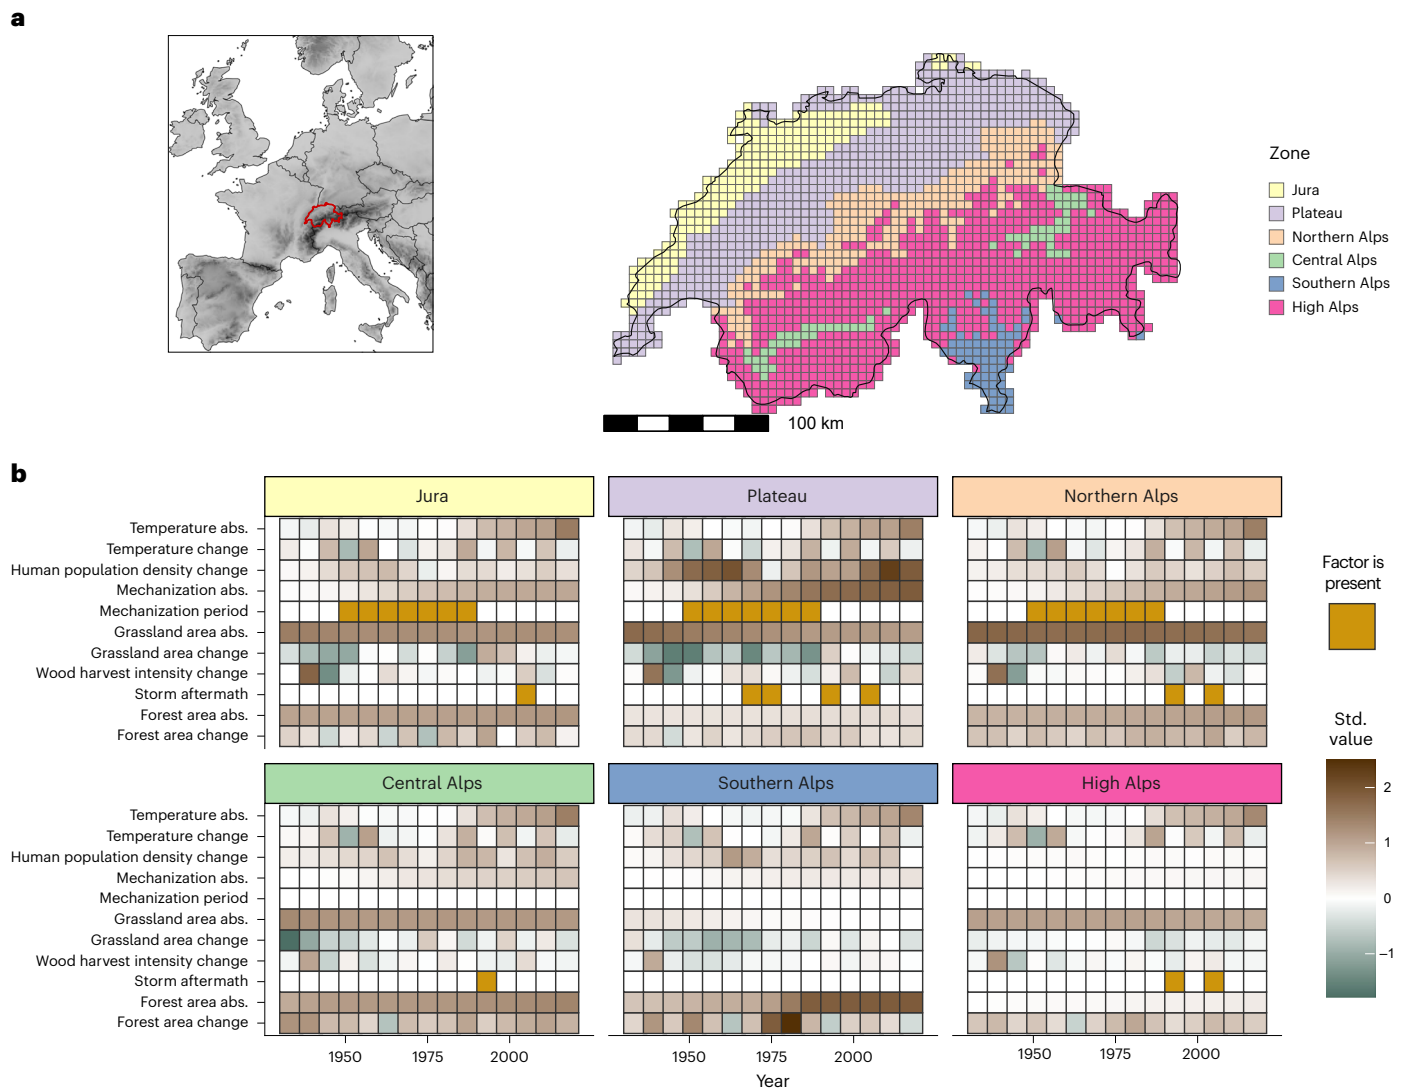 a
Zone
Jura
Plateau
Northern Alps
Central Alps
Southern Alps
High Alps
100 km
b
Jura
Plateau
Northern Alps
Temperature abs.
Temperature change
Human population density change
Mechanization abs.
Mechanization period
Grassland area abs.
Grassland area change
Wood harvest intensity change
Storm aftermath
Forest area abs.
Forest area change
Factor is
present
Std.
value
2
1
0
−1
Central Alps
Southern Alps
High Alps
Temperature abs.
Temperature change
Human population density change
Mechanization abs.
Mechanization period
Grassland area abs.
Grassland area change
Wood harvest intensity change
Storm aftermath
Forest area abs.
Forest area change
1950 1975 2000 1950 1975 2000 1950 1975 2000
Year